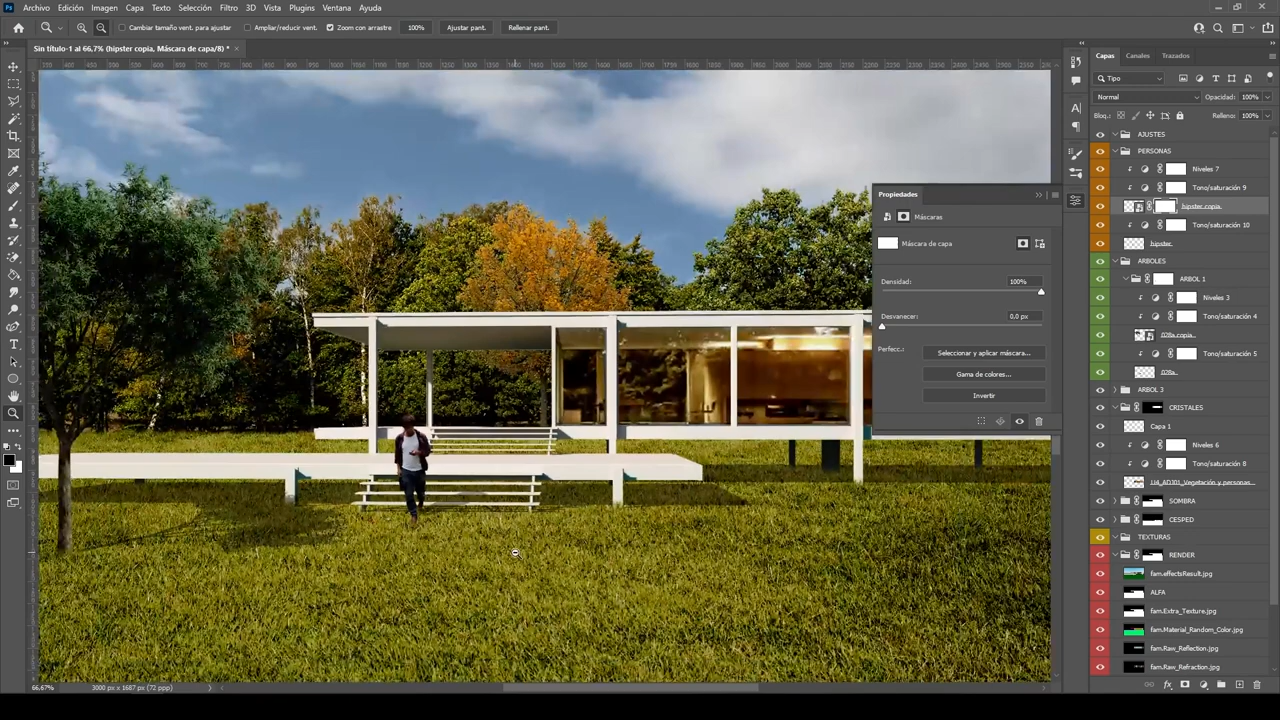 Ps Archivo Edición Imagen Capa Texto Selección Filtro 3D Vista Plugins Ventana Ayuda
Cambiar tamaño vent. para ajustar Ampliar/reducir vent. Zoom con arrastre 100% Ajustar pant. Rellenar pant.
Sin título-1 al 66,7% (hipster copia, Máscara de capa/8) * ×
Capas Canales Trazados
Tipo
Normal Opacidad: 100%
Bloq.: Relleno: 100%
AJUSTES
PERSONAS
Niveles 7
Tono/saturación 9
hipster copia
Tono/saturación 10
hipster
ARBOLES
ARBOL 1
Niveles 3
Tono/saturación 4
028a copia
Tono/saturación 5
028a
ARBOL 3
CRISTALES
Capa 1
Niveles 6
Tono/saturación 8
U4_AD301_Vegetación y personas...
SOMBRA
CESPED
TEXTURAS
RENDER
fam.effectsResult.jpg
ALFA
fam.Extra_Texture.jpg
fam.Material_Random_Color.jpg
fam.Raw_Reflection.jpg
fam.Raw_Refraction.jpg
Propiedades
Máscaras
Máscara de capa
Densidad: 100%
Desvanecer: 0,0 px
Perfecc.: Seleccionar y aplicar máscara...
Gama de colores...
Invertir
66,67% 3000 px x 1687 px (72 ppp)